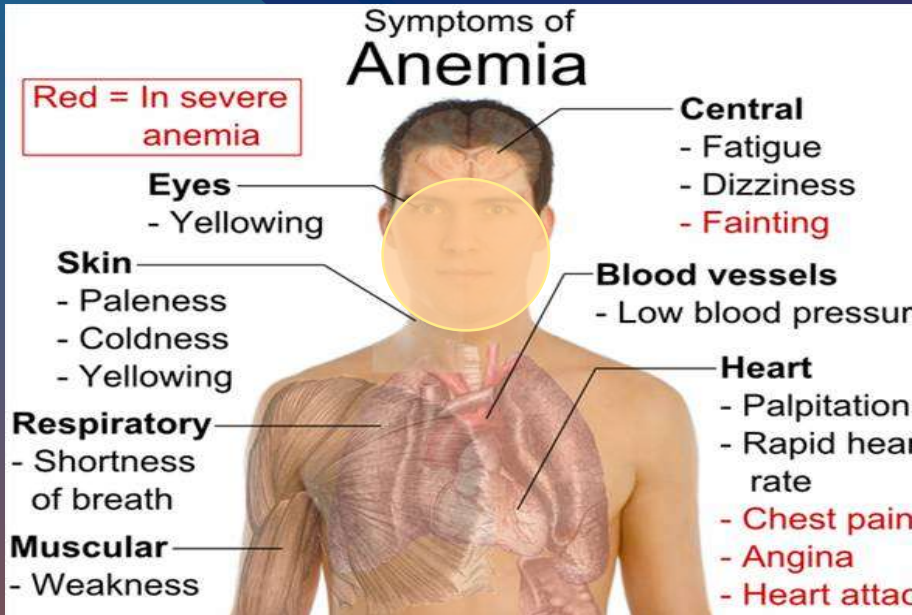 Symptoms of
Anemia
Red = In severe
anemia
Eyes
- Yellowing
Skin
- Paleness
- Coldness
- Yellowing
Respiratory
- Shortness
of breath
Muscular
- Weakness
Central
- Fatigue
- Dizziness
- Fainting
Blood vessels
- Low blood pressur
Heart
- Palpitation
- Rapid hear
rate
- Chest pain
- Angina
- Heart attac